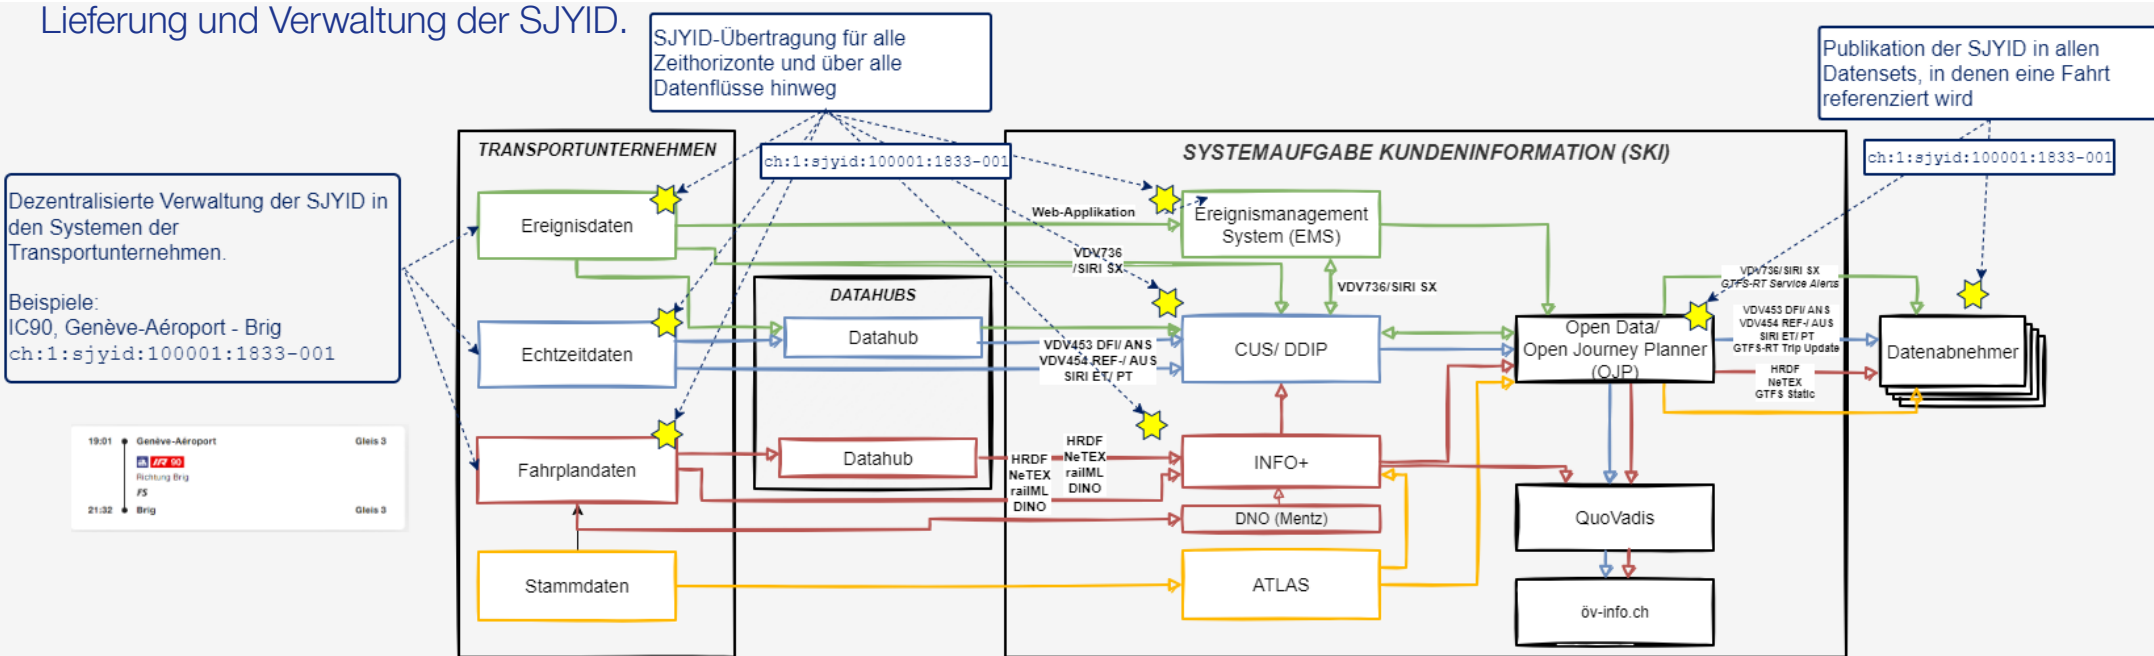 Lieferung und Verwaltung der SJYID.
SJYID-Übertragung für alle
Zeithorizonte und über alle
Datenflüsse hinweg
Publikation der SJYID in allen
Datensets, in denen eine Fahrt
referenziert wird
ch:1:sjyid:100001:1833-001
ch:1:sjyid:100001:1833-001
Dezentralisierte Verwaltung der SJYID in
den Systemen der
Transportunternehmen.
Beispiele:
IC90, Genève-Aéroport - Brig
ch:1:sjyid:100001:1833-001
19:01 Genève-Aéroport Gleis 3
IR 90
Richtung Brig
FS
21:32 Brig Gleis 3
TRANSPORTUNTERNEHMEN
Ereignisdaten
Echtzeitdaten
Fahrplandaten
Stammdaten
DATAHUBS
Datahub
Datahub
Web-Applikation
VDV736
/SIRI SX
VDV453 DFI/ ANS
VDV454 REF-/ AUS
SIRI ET/ PT
HRDF
NeTEX
railML
DINO
HRDF
NeTEX
railML
DINO
SYSTEMAUFGABE KUNDENINFORMATION (SKI)
Ereignismanagement
System (EMS)
VDV736/SIRI SX
CUS/ DDIP
INFO+
DNO (Mentz)
ATLAS
Open Data/
Open Journey Planner
(OJP)
QuoVadis
öv-info.ch
VDV736/SIRI SX
GTFS-RT Service Alerts
VDV453 DFI/ ANS
VDV454 REF-/ AUS
SIRI ET/ PT
GTFS-RT Trip Update
HRDF
NeTEX
GTFS Static
Datenabnehmer